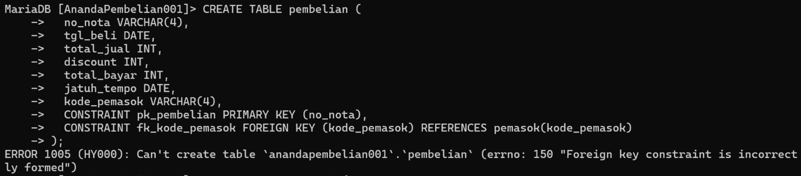 MariaDB [AnandaPembelian001]> CREATE TABLE pembelian (
    ->    no_nota VARCHAR(4),
    ->    tgl_beli DATE,
    ->    total_jual INT,
    ->    discount INT,
    ->    total_bayar INT,
    ->    jatuh_tempo DATE,
    ->    kode_pemasok VARCHAR(4),
    ->    CONSTRAINT pk_pembelian PRIMARY KEY (no_nota),
    ->    CONSTRAINT fk_kode_pemasok FOREIGN KEY (kode_pemasok) REFERENCES pemasok(kode_pemasok)
    -> );
ERROR 1005 (HY000): Can't create table `anandapembelian001`.`pembelian` (errno: 150 "Foreign key constraint is incorrect
ly formed")